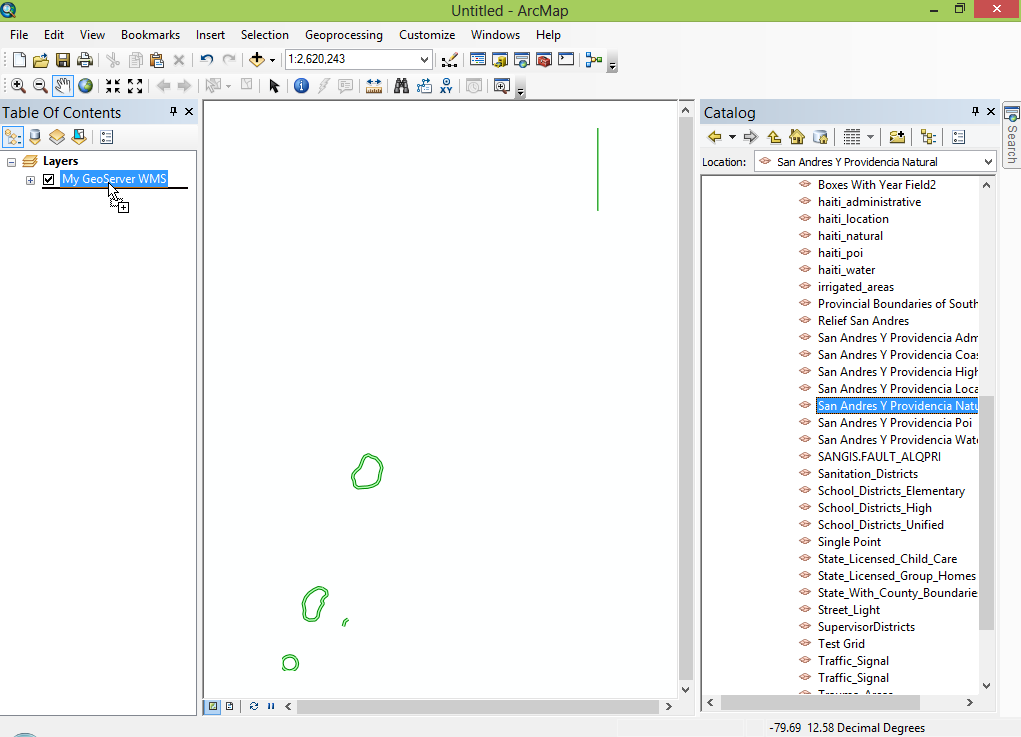 Untitled - ArcMap
File Edit View Bookmarks Insert Selection Geoprocessing Customize Windows Help
1:2,620,243
Table Of Contents
Layers
My GeoServer WMS
Catalog
Location: San Andres Y Providencia Natural
Boxes With Year Field2
haiti_administrative
haiti_location
haiti_natural
haiti_poi
haiti_water
irrigated_areas
Provincial Boundaries of South
Relief San Andres
San Andres Y Providencia Adm
San Andres Y Providencia Coa
San Andres Y Providencia High
San Andres Y Providencia Loca
San Andres Y Providencia Natu
San Andres Y Providencia Poi
San Andres Y Providencia Wat
SANGIS.FAULT_ALQPRI
Sanitation_Districts
School_Districts_Elementary
School_Districts_High
School_Districts_Unified
Single Point
State_Licensed_Child_Care
State_Licensed_Group_Homes
State_With_County_Boundarie
Street_Light
SupervisorDistricts
Test Grid
Traffic_Signal
Traffic_Signal
Search
-79.69 12.58 Decimal Degrees